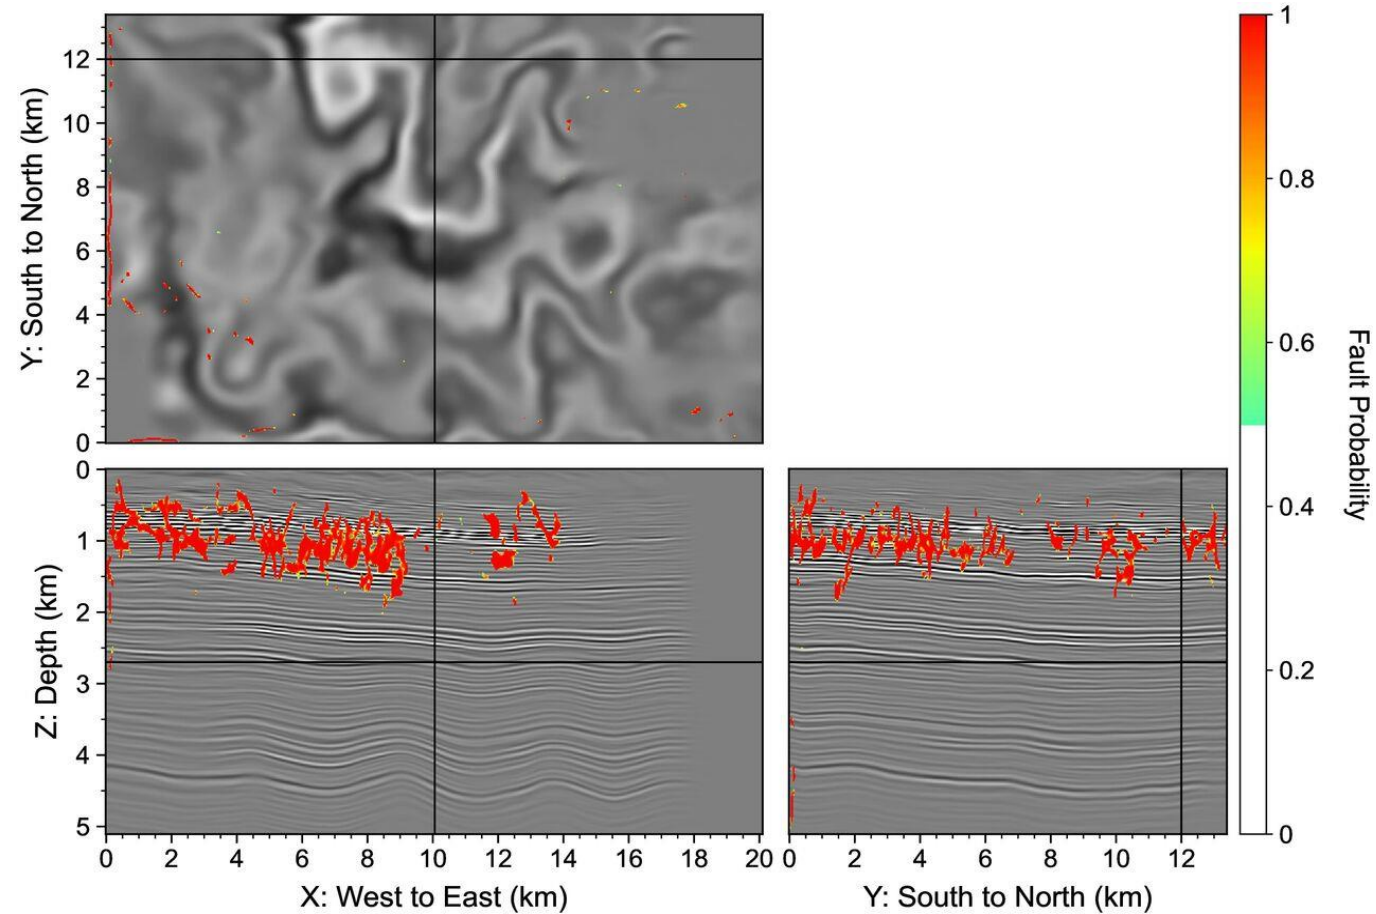 12
10
8
6
4
2
0
Y: South to North (km)
1
0.8
0.6
0.4
0.2
0
Fault Probability
0
1
2
3
4
5
Z: Depth (km)
0 2 4 6 8 10 12 14 16 18 20
X: West to East (km)
0 2 4 6 8 10 12
Y: South to North (km)